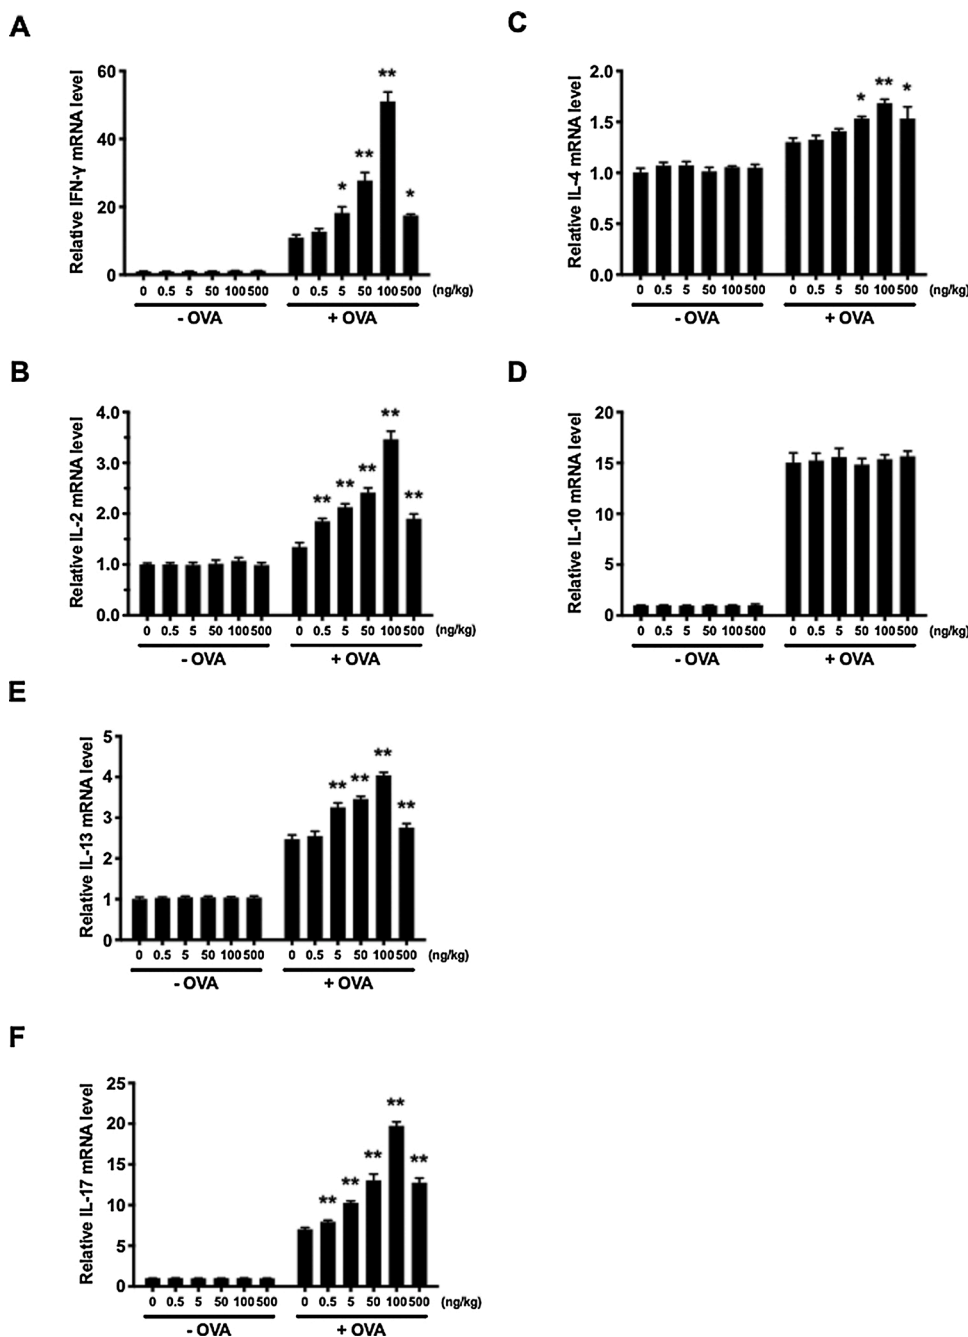 A
Relative IFN-γ mRNA level
60
40
20
0
** 
**
*
*
0 0.5 5 50 100 500 0 0.5 5 50 100 500 (ng/kg)
- OVA + OVA
C
Relative IL-4 mRNA level
2.0
1.5
1.0
0.5
0.0
**
* *
0 0.5 5 50 100 500 0 0.5 5 50 100 500 (ng/kg)
- OVA + OVA
B
Relative IL-2 mRNA level
4.0
3.0
2.0
1.0
0.0
**
**
**
** **
0 0.5 5 50 100 500 0 0.5 5 50 100 500 (ng/kg)
- OVA + OVA
D
Relative IL-10 mRNA level
20
15
10
5
0
0 0.5 5 50 100 500 0 0.5 5 50 100 500 (ng/kg)
- OVA + OVA
E
Relative IL-13 mRNA level
5
4
3
2
1
0
**
** **
**
0 0.5 5 50 100 500 0 0.5 5 50 100 500 (ng/kg)
- OVA + OVA
F
Relative IL-17 mRNA level
25
20
15
10
5
0
**
** **
**
**
0 0.5 5 50 100 500 0 0.5 5 50 100 500 (ng/kg)
- OVA + OVA